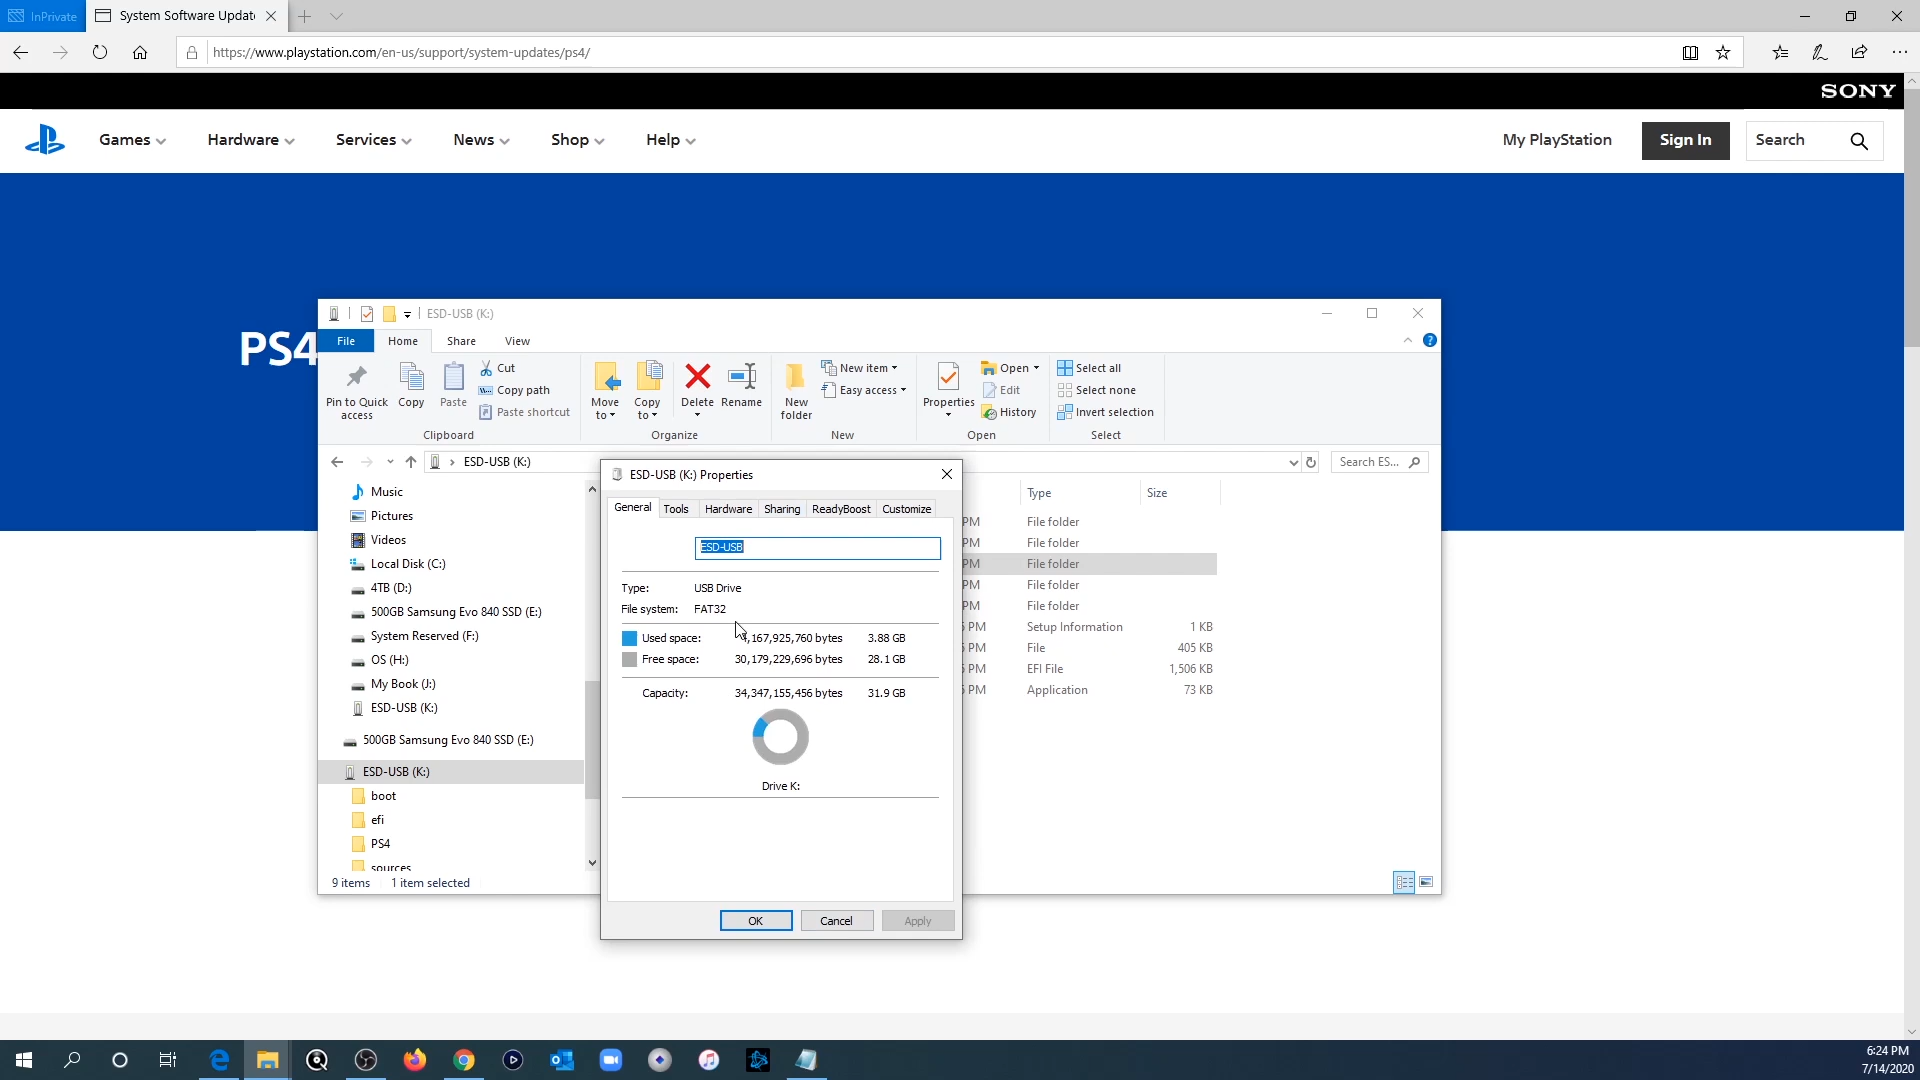 InPrivate
System Software Updat
https://www.playstation.com/en-us/support/system-updates/ps4/
SONY
Games
Hardware
Services
News
Shop
Help
My PlayStation
Sign In
Search
PS4
ESD-USB (K:)
File
Home
Share
View
Pin to Quick access
Copy
Paste
Cut
Copy path
Paste shortcut
Clipboard
Move to
Copy to
Delete
Rename
Organize
New folder
New item
Easy access
New
Properties
Open
Edit
History
Open
Select all
Select none
Invert selection
Select
ESD-USB (K:)
Search ES...
Music
Pictures
Videos
Local Disk (C:)
4TB (D:)
500GB Samsung Evo 840 SSD (E:)
System Reserved (F:)
OS (H:)
My Book (J:)
ESD-USB (K:)
500GB Samsung Evo 840 SSD (E:)
ESD-USB (K:)
boot
efi
PS4
sources
9 items
1 item selected
Type
Size
PM File folder
PM File folder
PM File folder
PM File folder
PM File folder
PM Setup Information 1 KB
PM File 405 KB
PM EFI File 1,506 KB
PM Application 73 KB
ESD-USB (K:) Properties
General
Tools
Hardware
Sharing
ReadyBoost
Customize
ESD-USB
Type: USB Drive
File system: FAT32
Used space: 4,167,925,760 bytes 3.88 GB
Free space: 30,179,229,696 bytes 28.1 GB
Capacity: 34,347,155,456 bytes 31.9 GB
Drive K:
OK
Cancel
Apply
6:24 PM
7/14/2020